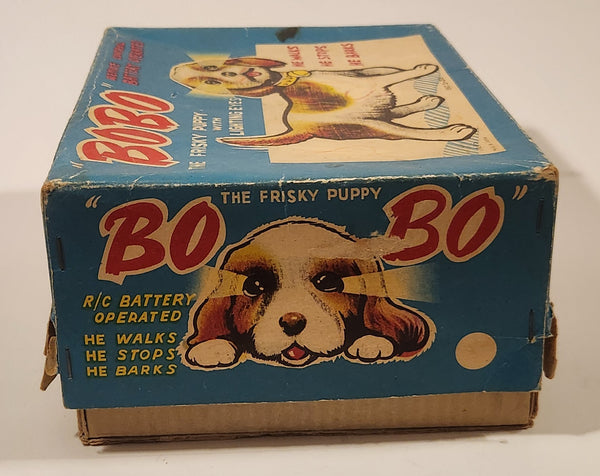 "BOBO"
THE FRISKY PUPPY
WITH
LIGHTING EYES
HE WALKS
HE STOPS
HE BARKS
THE FRISKY PUPPY
"BO BO"
R/C BATTERY
OPERATED
HE WALKS
HE STOPS
HE BARKS